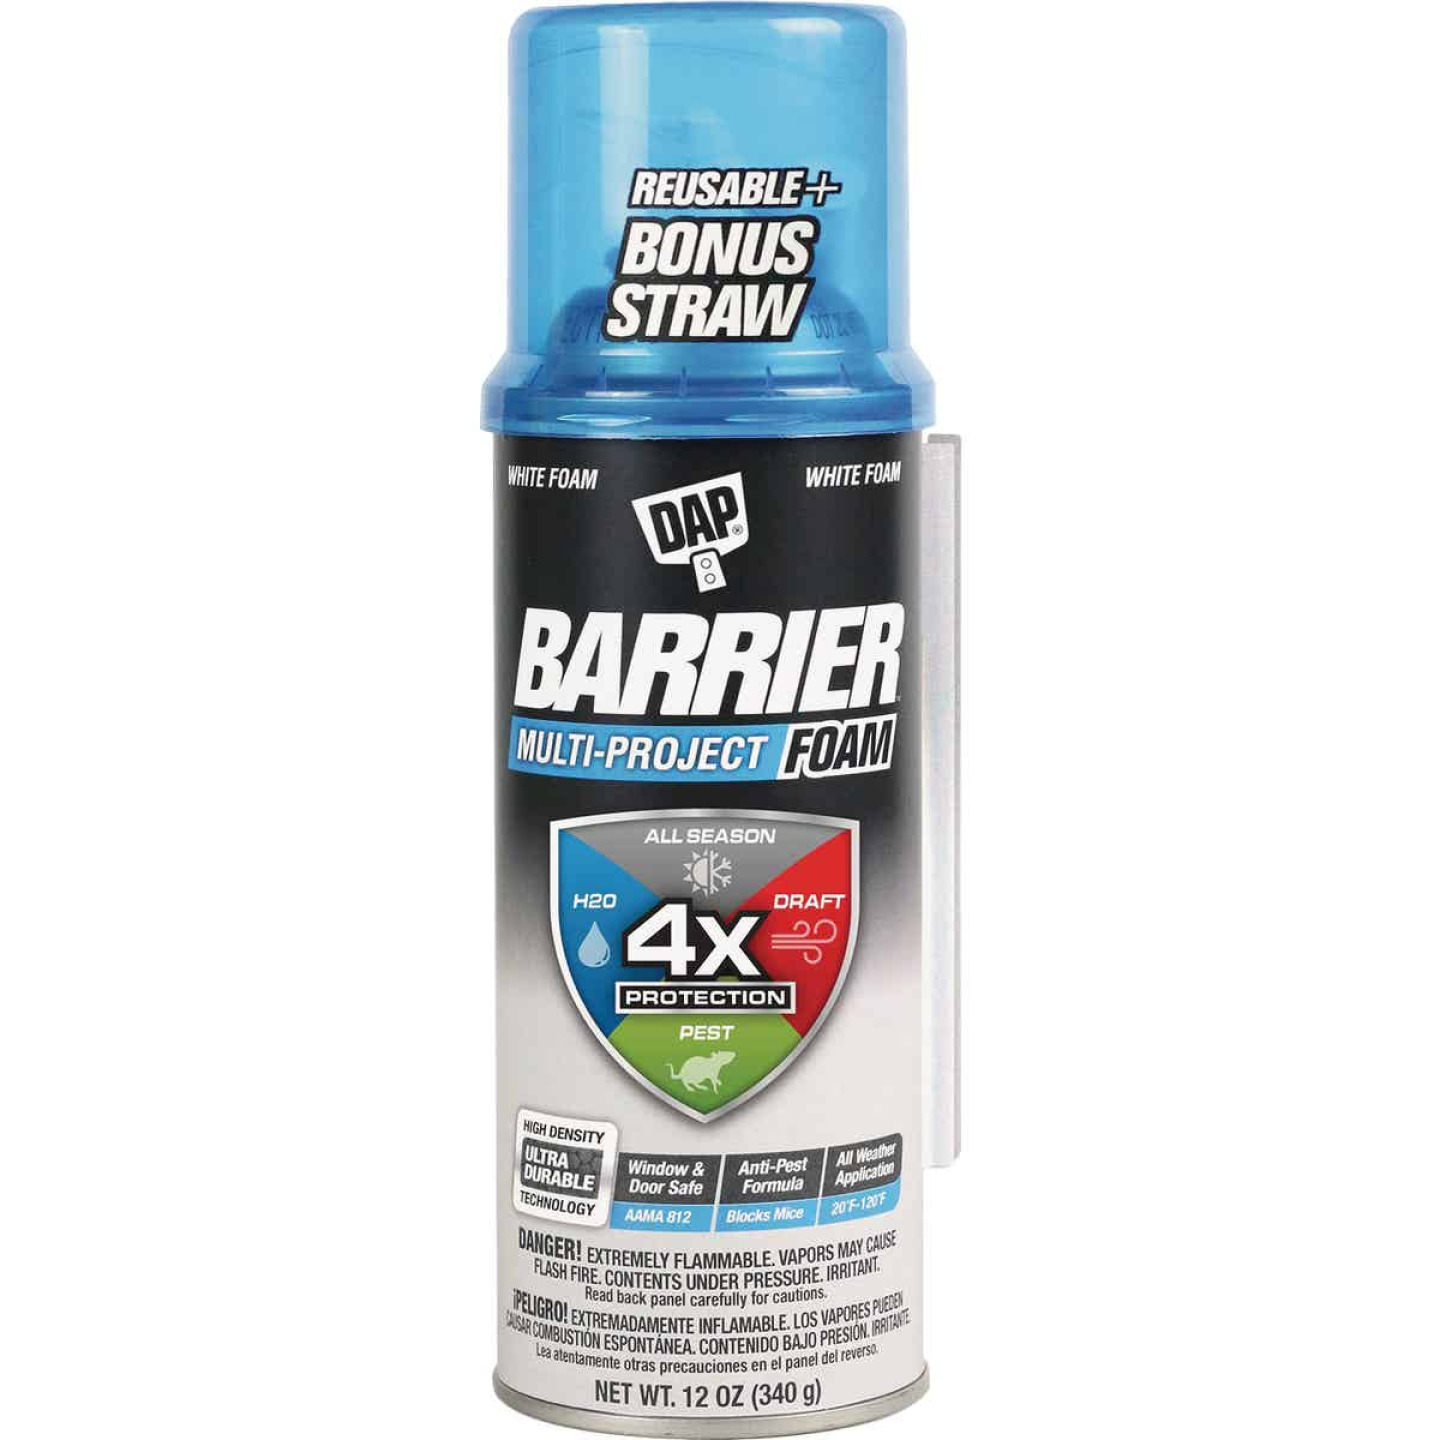 REUSABLE+
BONUS
STRAW
WHITE FOAM
WHITE FOAM
DAP®
BARRIER™
MULTI-PROJECT FOAM
ALL SEASON
H2O
DRAFT
4X
PROTECTION
PEST
HIGH DENSITY
ULTRA
DURABLE
TECHNOLOGY
Window &
Door Safe
AAMA 812
Anti-Pest
Formula
Blocks Mice
All Weather
Application
20°F-120°F
DANGER! EXTREMELY FLAMMABLE. VAPORS MAY CAUSE
FLASH FIRE. CONTENTS UNDER PRESSURE. IRRITANT.
Read back panel carefully for cautions.
¡PELIGRO! EXTREMADAMENTE INFLAMABLE. LOS VAPORES PUEDEN
CAUSAR COMBUSTIÓN ESPONTÁNEA. CONTENIDO BAJO PRESIÓN. IRRITANTE.
Lea atentamente otras precauciones en el panel del reverso.
NET WT. 12 OZ (340 g)